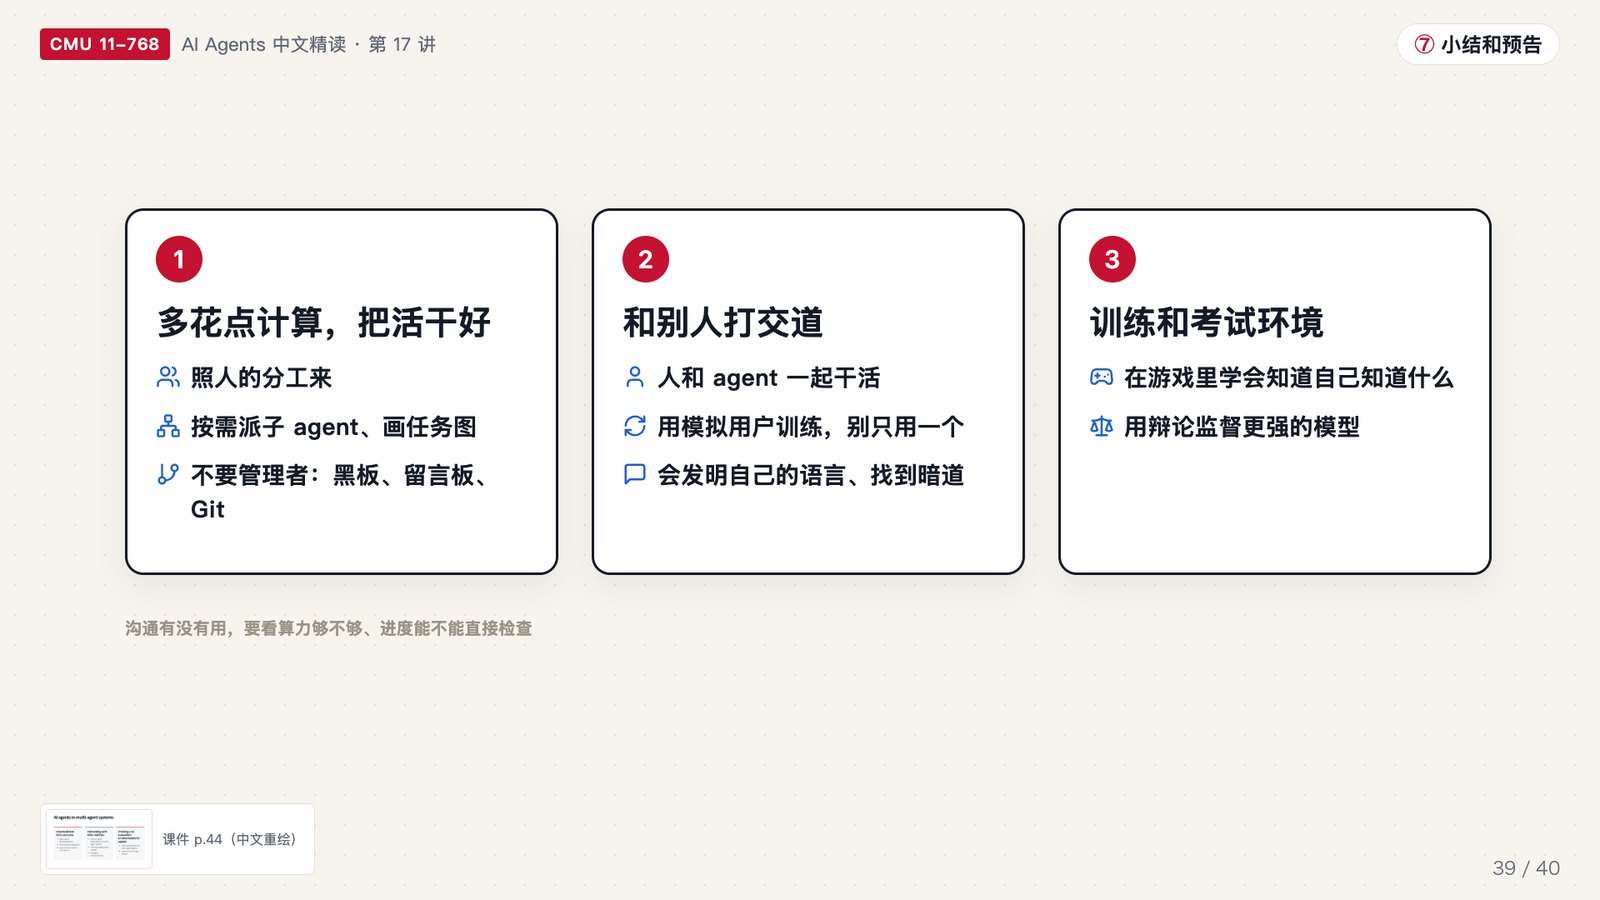 CMU 11-768
AI Agents 中文精读 · 第 17 讲
⑦ 小结和预告
1
多花点计算，把活干好
照人的分工来
按需派子 agent、画任务图
不要管理者：黑板、留言板、
Git
2
和别人打交道
人和 agent 一起干活
用模拟用户训练，别只用一个
会发明自己的语言、找到暗道
3
训练和考试环境
在游戏里学会知道自己知道什么
用辩论监督更强的模型
沟通有没有用，要看算力够不够、进度能不能直接检查
AI agents in multi-agent systems
课件 p.44（中文重绘）
39 / 40